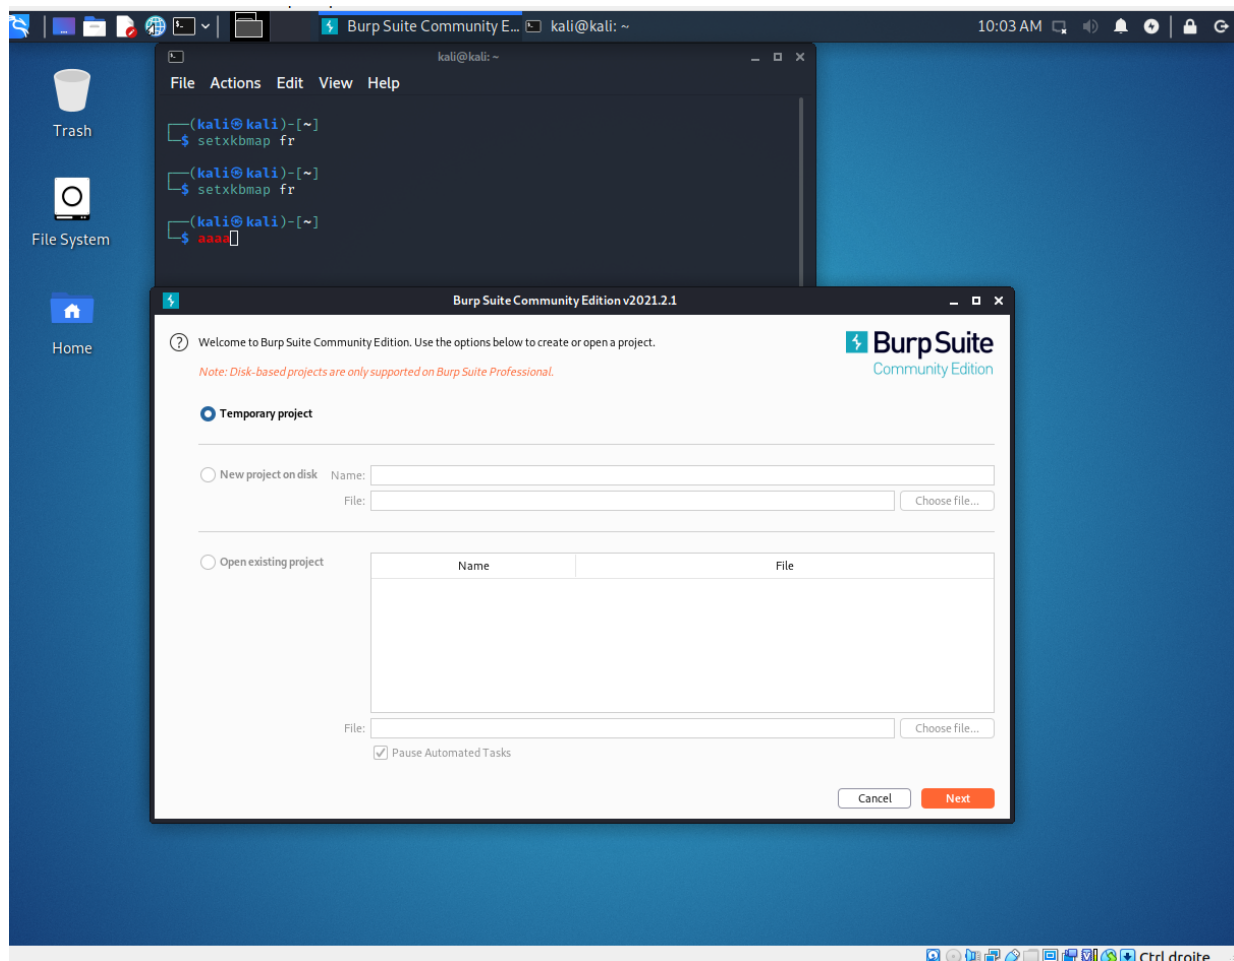 Burp Suite Community E...
kali@kali: ~
10:03 AM
kali@kali: ~
File Actions Edit View Help
Trash
┌──(kali㉿kali)-[~]
└─$ setxkbmap fr
┌──(kali㉿kali)-[~]
└─$ setxkbmap fr
┌──(kali㉿kali)-[~]
└─$ aaaa
File System
Home
Burp Suite Community Edition v2021.2.1
Welcome to Burp Suite Community Edition. Use the options below to create or open a project.
Note: Disk-based projects are only supported on Burp Suite Professional.
Burp Suite
Community Edition
Temporary project
New project on disk Name:
File: Choose file...
Open existing project
Name File
File: Choose file...
Pause Automated Tasks
Cancel Next
Ctrl droite